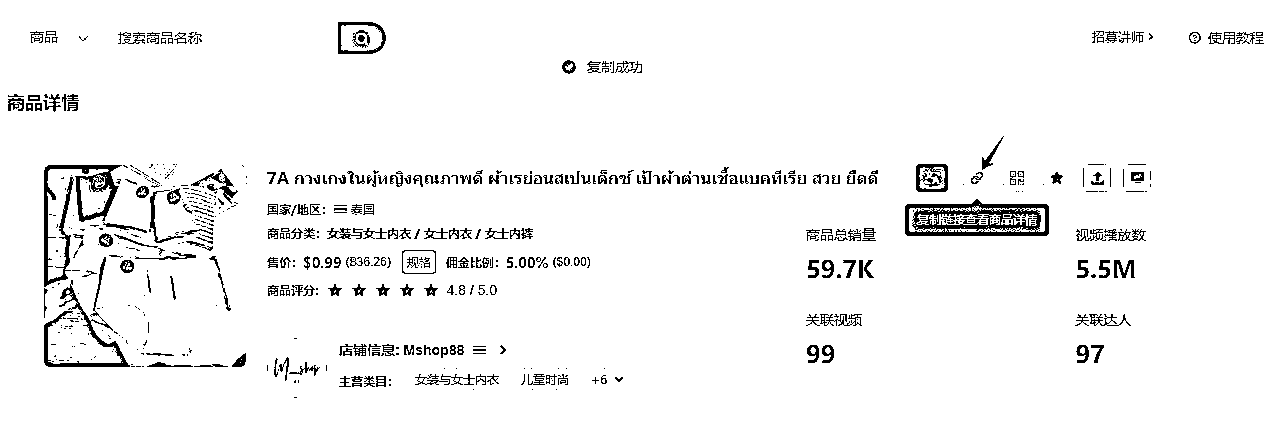 商品 搜索商品名称 招募讲师 使用教程
复制成功
商品详情
7A กางเกงในผู้หญิงคุณภาพดี ผ้าเรย่อนสเปนเด็กซ์ เป้าผ้าต้านเชื้อแบคทีเรีย สวย ยืดดี
复制链接查看商品详情
国家/地区: 泰国
商品分类: 女装与女士内衣 / 女士内衣 / 女士内裤
售价: $0.99 (฿36.26) 规格 佣金比例: 5.00% ($0.00)
商品评分: 4.8 / 5.0
商品总销量 视频播放数
59.7K 5.5M
关联视频 关联达人
99 97
店铺信息: Mshop88
主营类目: 女装与女士内衣 儿童时尚 +6
M_shop